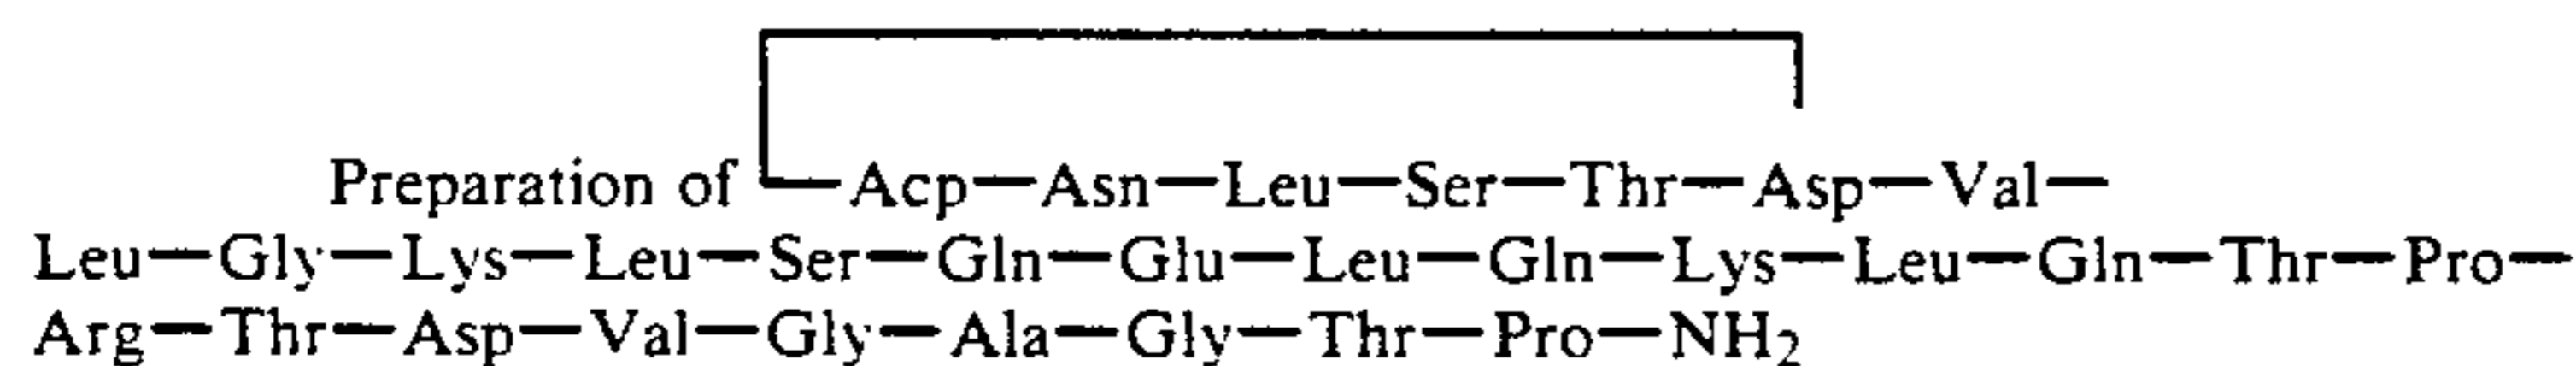 Preparation of Acp—Asn—Leu—Ser—Thr—Asp—Val—
Leu—Gly—Lys—Leu—Ser—Gln—Glu—Leu—Gln—Lys—Leu—Gln—Thr—Pro—
Arg—Thr—Asp—Val—Gly—Ala—Gly—Thr—Pro—NH₂